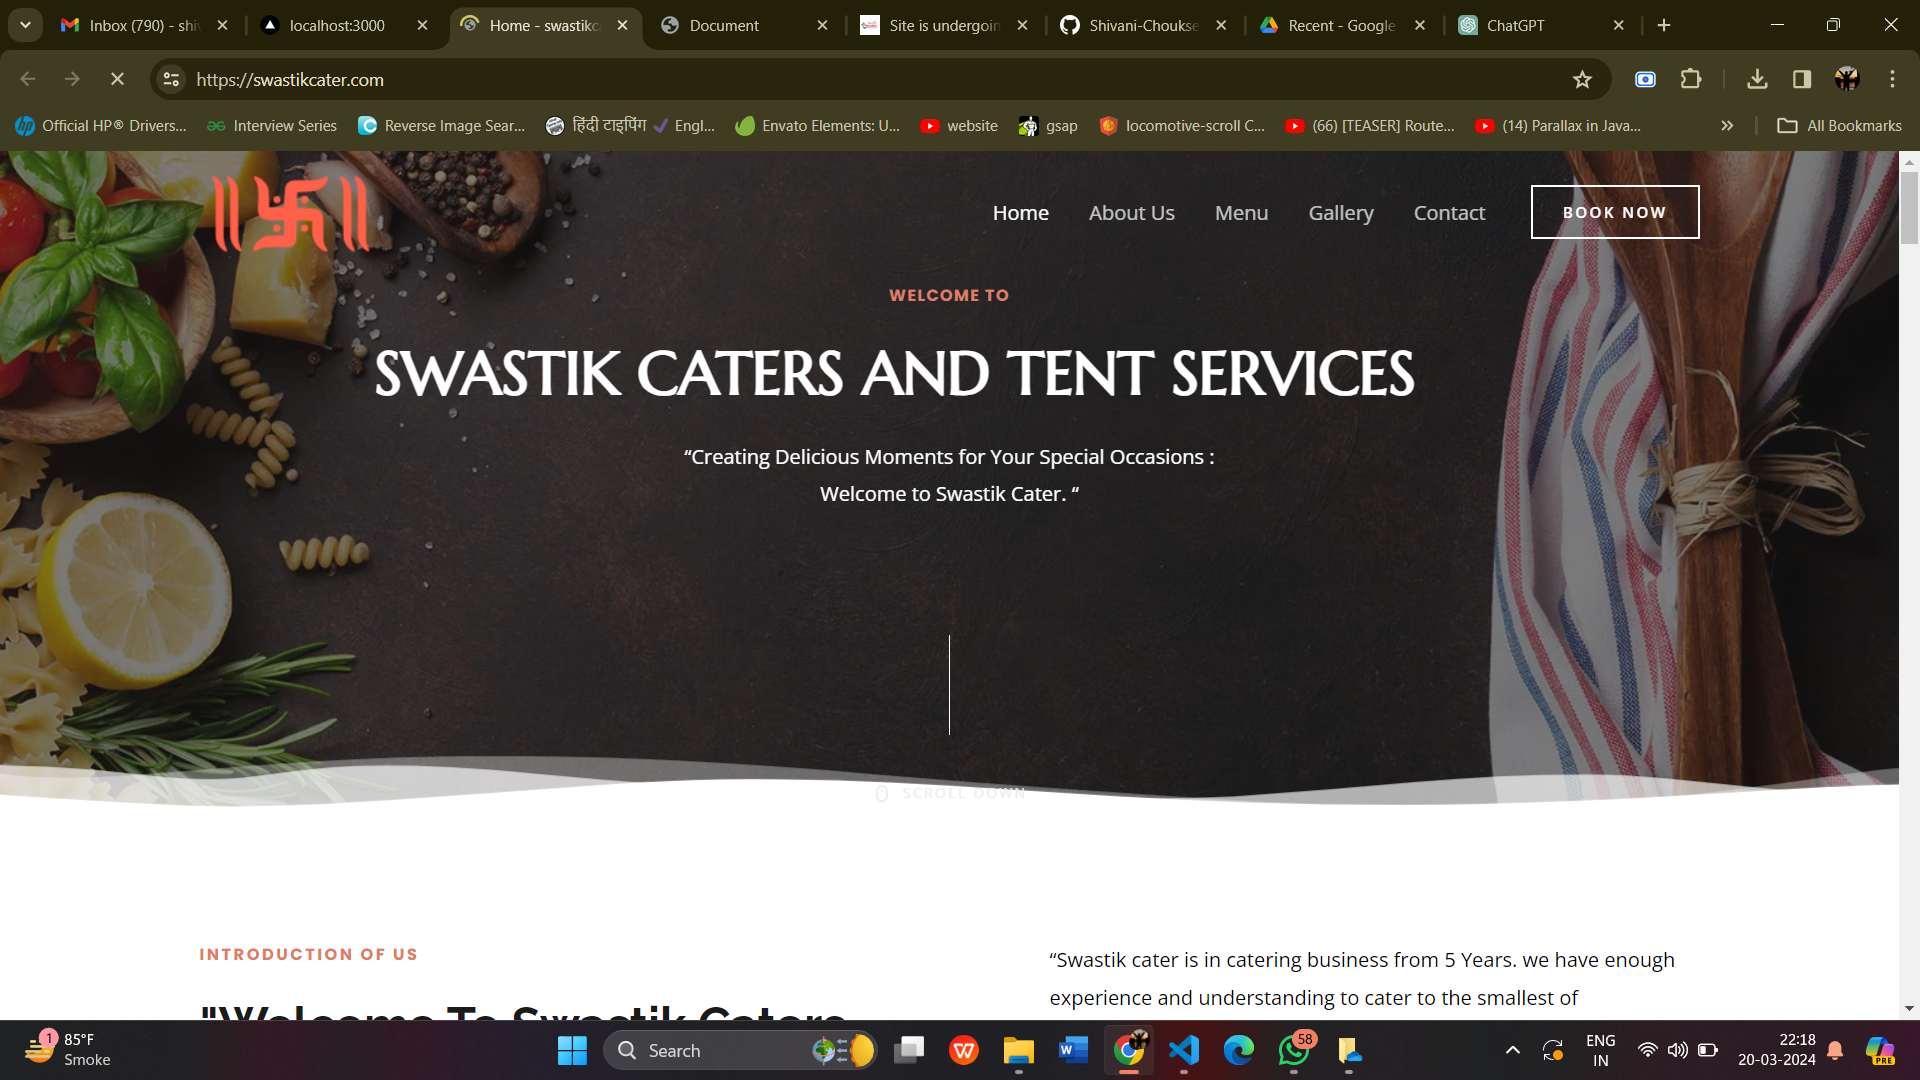 Inbox (790) - shiv
localhost:3000
Home - swastikc
Document
Site is undergoin
Shivani-Choukse
Recent - Google
ChatGPT
https://swastikcater.com
Official HP® Drivers...
Interview Series
Reverse Image Sear...
हिंदी टाइपिंग ✔ Engl...
Envato Elements: U...
website
gsap
locomotive-scroll C...
(66) [TEASER] Route...
(14) Parallax in Java...
All Bookmarks
Home
About Us
Menu
Gallery
Contact
BOOK NOW
WELCOME TO
SWASTIK CATERS AND TENT SERVICES
“Creating Delicious Moments for Your Special Occasions :
Welcome to Swastik Cater. “
SCROLL DOWN
INTRODUCTION OF US
"Welcome To Swastik Caters
“Swastik cater is in catering business from 5 Years. we have enough
experience and understanding to cater to the smallest of
1
85°F
Smoke
Search
58
PRE
ENG
IN
22:18
20-03-2024